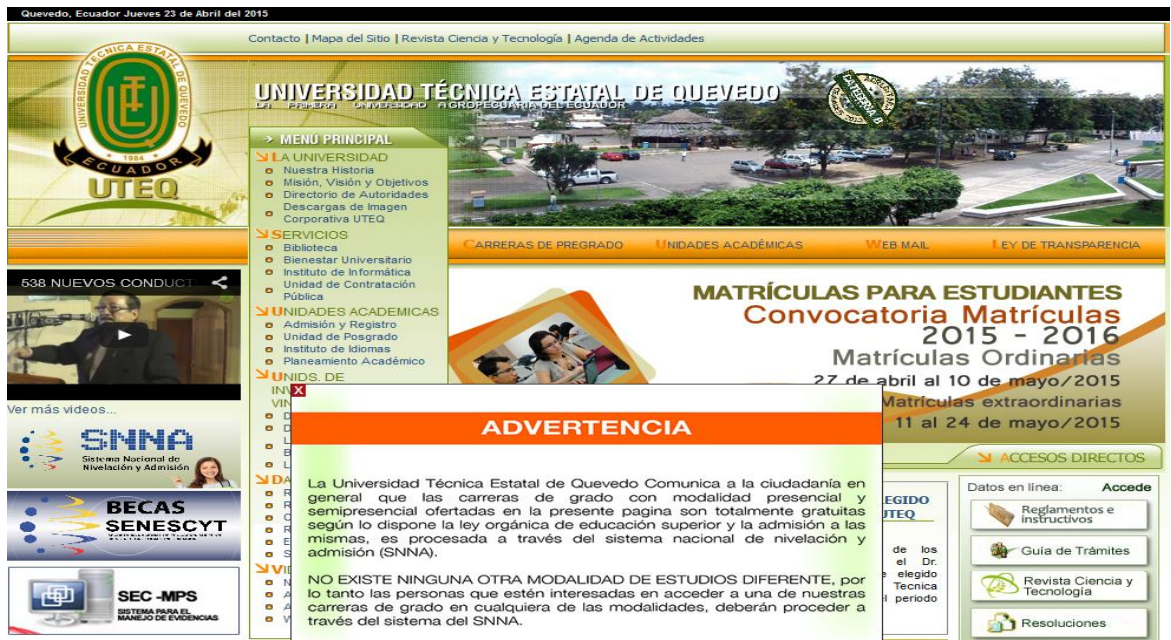 Quevedo, Ecuador Jueves 23 de Abril del 2015
Contacto | Mapa del Sitio | Revista Ciencia y Tecnología | Agenda de Actividades
UNIVERSIDAD TÉCNICA ESTATAL DE QUEVEDO
LA PRIMERA UNIVERSIDAD AGROPECUARIA DEL ECUADOR
CATEGORIA B
UNIVERSIDAD TÉCNICA ESTATAL DE QUEVEDO
1984
ECUADOR
UTEQ
MENÚ PRINCIPAL
LA UNIVERSIDAD
Nuestra Historia
Misión, Visión y Objetivos
Directorio de Autoridades
Descargas de Imagen
Corporativa UTEQ
SERVICIOS
Biblioteca
Bienestar Universitario
Instituto de Informática
Unidad de Contratación
Pública
UNIDADES ACADEMICAS
Admisión y Registro
Unidad de Posgrado
Instituto de Idiomas
Planeamiento Académico
UNIDS. DE
INV
VIN
CARRERAS DE PREGRADO
UNIDADES ACADÉMICAS
WEB MAIL
LEY DE TRANSPARENCIA
538 NUEVOS CONDUCT
Ver más videos...
SNNA
Sistema Nacional de
Nivelación y Admisión
BECAS
SENESCYT
SEC -MPS
SISTEMA PARA EL
MANEJO DE EVIDENCIAS
MATRÍCULAS PARA ESTUDIANTES
Convocatoria Matrículas
2015 - 2016
Matrículas Ordinarias
27 de abril al 10 de mayo/2015
Matrículas extraordinarias
11 al 24 de mayo/2015
X
ADVERTENCIA
La Universidad Técnica Estatal de Quevedo Comunica a la ciudadanía en
general que las carreras de grado con modalidad presencial y
semipresencial ofertadas en la presente pagina son totalmente gratuitas
según lo dispone la ley orgánica de educación superior y la admisión a las
mismas, es procesada a través del sistema nacional de nivelación y
admisión (SNNA).
NO EXISTE NINGUNA OTRA MODALIDAD DE ESTUDIOS DIFERENTE, por
lo tanto las personas que estén interesadas en acceder a una de nuestras
carreras de grado en cualquiera de las modalidades, deberán proceder a
través del sistema del SNNA.
EGIDO
UTEQ
de los
el Dr.
elegido
Tecnica
periodo
ACCESOS DIRECTOS
Datos en línea: Accede
Reglamentos e
instructivos
Guía de Trámites
Revista Ciencia y
Tecnología
Resoluciones